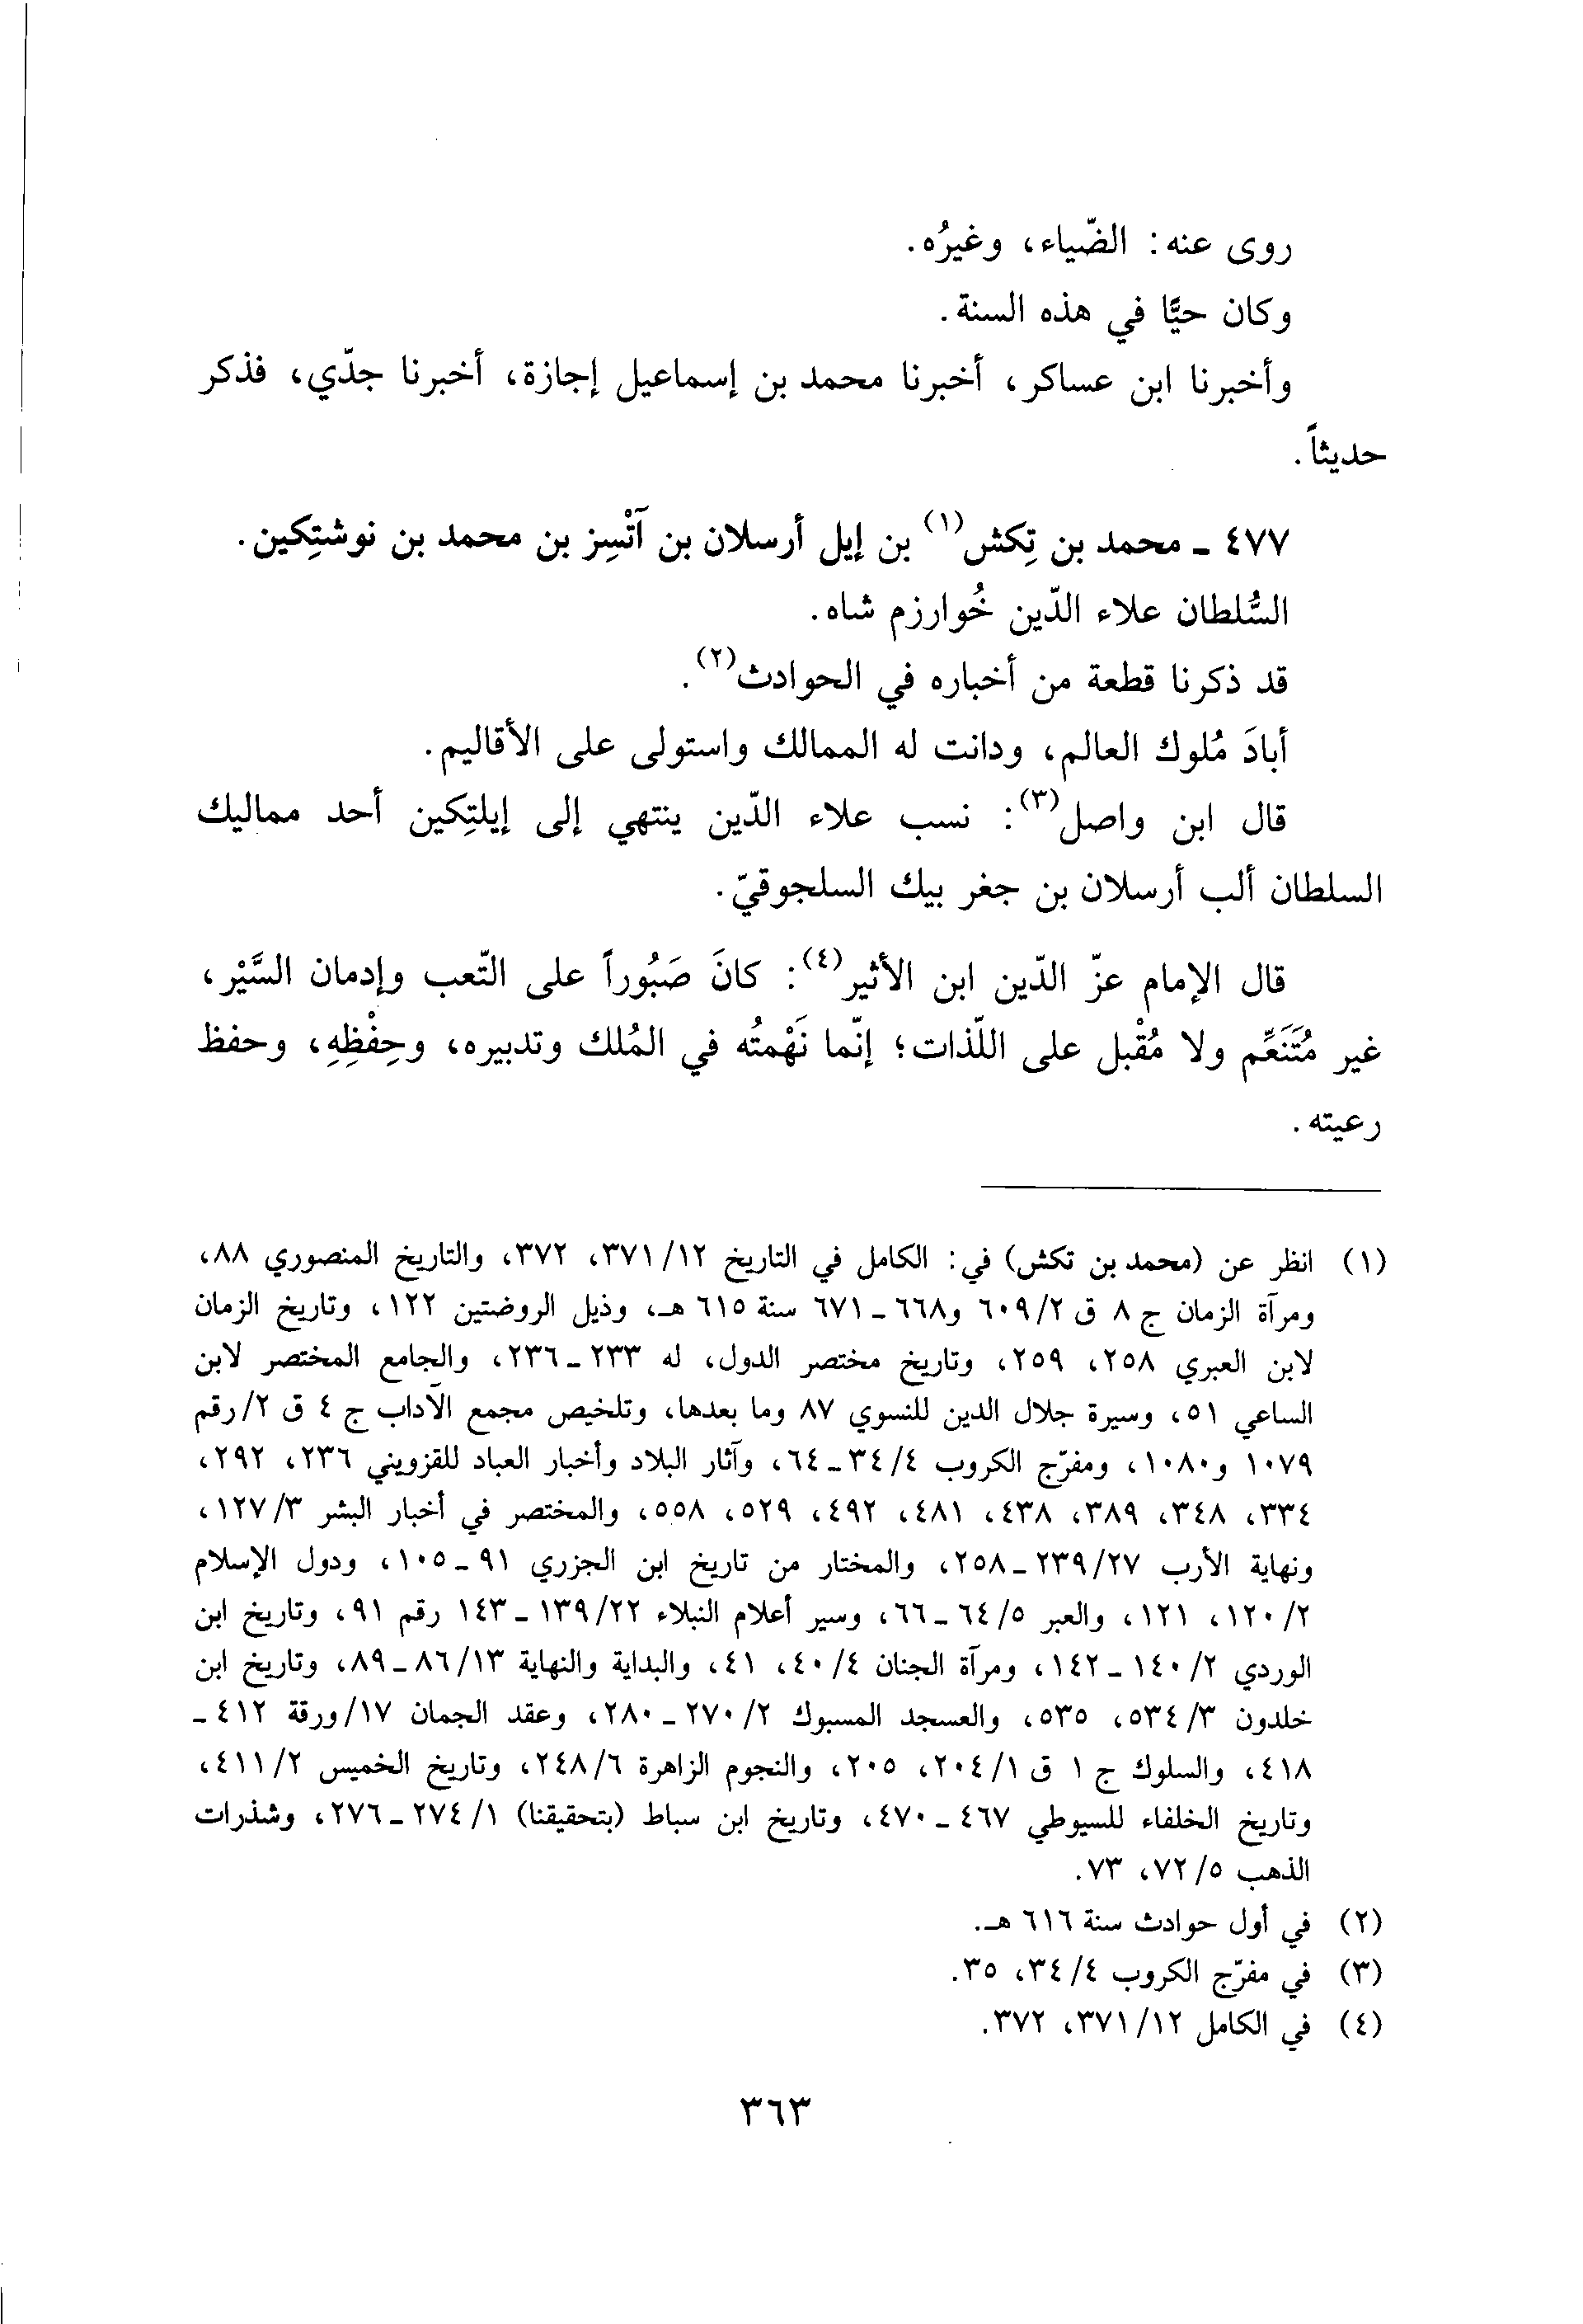 روى عنه: الضّياء، وغيرُه.
وكان حيًّا في هذه السنة.
وأخبرنا ابن عساكر، أخبرنا محمد بن إسماعيل إجازة، أخبرنا جدّي، فذكر
حديثاً.
٤٧٧ ـ محمد بن تِكش(١) بن إيل أرسلان بن آتْسِز بن محمد بن نوشتِكين.
السُّلطان علاء الدّين خُوارزم شاه.
قد ذكرنا قطعة من أخباره في الحوادث(٢).
أبادَ مُلوك العالم، ودانت له الممالك واستولى على الأقاليم.
قال ابن واصل(٣): نسب علاء الدّين ينتهي إلى إيلتِكين أحد مماليك
السلطان ألب أرسلان بن جغر بيك السلجوقيّ.
قال الإمام عزّ الدّين ابن الأثير(٤): كانَ صَبُوراً على التّعب وإدمان السَّيْر،
غير مُتَنَعِّم ولا مُقْبل على اللّذات؛ إنّما نَهْمتُه في المُلك وتدبيره، وحِفْظِهِ، وحفظ
رعيته.
(١) انظر عن (محمد بن تكش) في: الكامل في التاريخ ١٢/ ٣٧١، ٣٧٢، والتاريخ المنصوري ٨٨،
ومرآة الزمان ج ٨ ق ٢/ ٦٠٩ و٦٦٨ ـ ٦٧١ سنة ٦١٥ هـ، وذيل الروضتين ١٢٢، وتاريخ الزمان
لابن العبري ٢٥٨، ٢٥٩، وتاريخ مختصر الدول، له ٢٣٣ ـ ٢٣٦، والجامع المختصر لابن
الساعي ٥١، وسيرة جلال الدين للنسوي ٨٧ وما بعدها، وتلخيص مجمع الآداب ج ٤ ق ٢/ رقم
١٠٧٩ و١٠٨٠، ومفرّج الكروب ٤/ ٣٤ ـ ٦٤، وآثار البلاد وأخبار العباد للقزويني ٢٣٦، ٢٩٢،
٣٣٤، ٣٤٨، ٣٨٩، ٤٣٨، ٤٨١، ٤٩٢، ٥٢٩، ٥٥٨، والمختصر في أخبار البشر ٣/ ١٢٧،
ونهاية الأرب ٢٧/ ٢٣٩ ـ ٢٥٨، والمختار من تاريخ ابن الجزري ٩١ ـ ١٠٥، ودول الإسلام
٢/ ١٢٠، ١٢١، والعبر ٥/ ٦٤ ـ ٦٦، وسير أعلام النبلاء ٢٢/ ١٣٩ ـ ١٤٣ رقم ٩١، وتاريخ ابن
الوردي ٢/ ١٤٠ ـ ١٤٢، ومرآة الجنان ٤/ ٤٠، ٤١، والبداية والنهاية ١٣/ ٨٦ ـ ٨٩، وتاريخ ابن
خلدون ٣/ ٥٣٤، ٥٣٥، والعسجد المسبوك ٢/ ٢٧٠ ـ ٢٨٠، وعقد الجمان ١٧/ ورقة ٤١٢ ـ
٤١٨، والسلوك ج ١ ق ١/ ٢٠٤، ٢٠٥، والنجوم الزاهرة ٦/ ٢٤٨، وتاريخ الخميس ٢/ ٤١١،
وتاريخ الخلفاء للسيوطي ٤٦٧ ـ ٤٧٠، وتاريخ ابن سباط (بتحقيقنا) ١/ ٢٧٤ ـ ٢٧٦، وشذرات
الذهب ٥/ ٧٢، ٧٣.
(٢) في أول حوادث سنة ٦١٦ هـ.
(٣) في مفرّج الكروب ٤/ ٣٤، ٣٥.
(٤) في الكامل ١٢/ ٣٧١، ٣٧٢.
٣٦٣